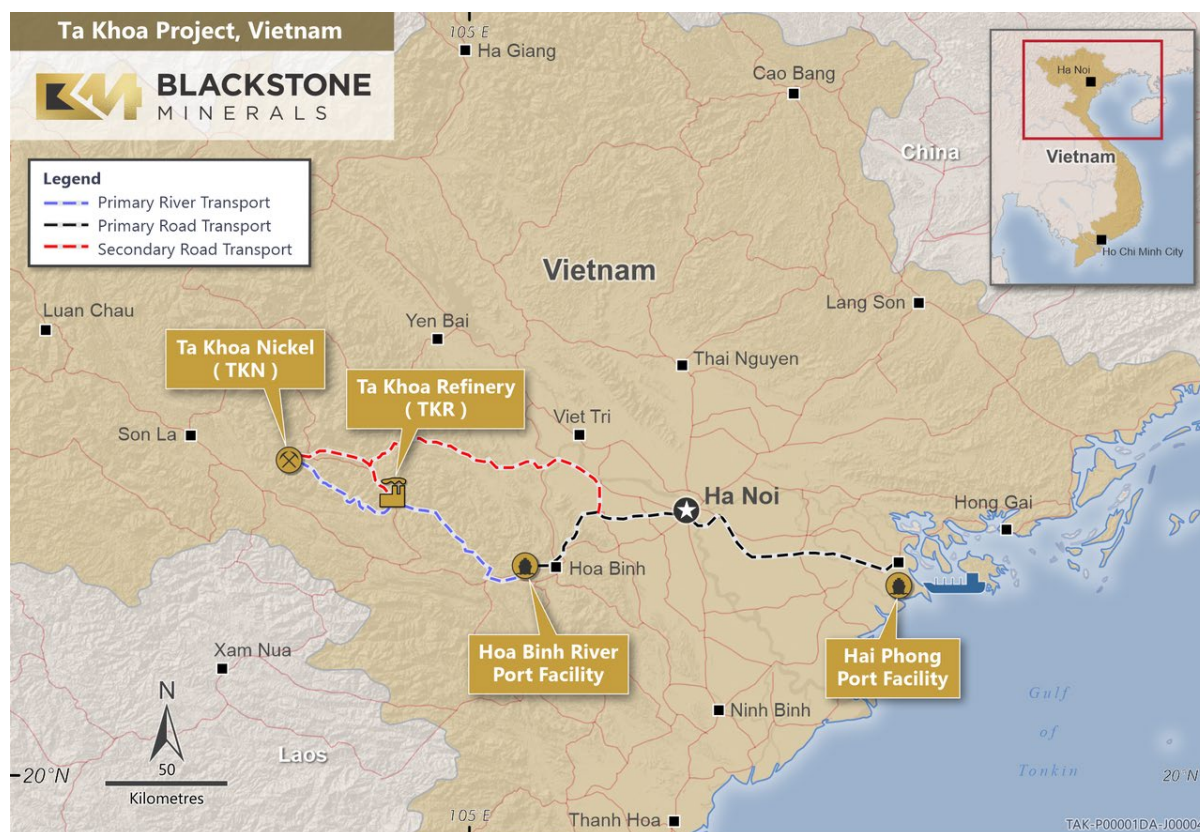 Ta Khoa Project, Vietnam
BLACKSTONE
MINERALS
105 E
Ha Giang
Cao Bang
China
Ha Noi
Vietnam
Ho Chi Minh City
Legend
Primary River Transport
Primary Road Transport
Secondary Road Transport
Vietnam
Luan Chau
Yen Bai
Lang Son
Thai Nguyen
Ta Khoa Nickel
( TKN )
Ta Khoa Refinery
( TKR )
Viet Tri
Son La
Ha Noi
Hong Gai
Hoa Binh
Hoa Binh River
Port Facility
Hai Phong
Port Facility
Xam Nua
Ninh Binh
Gulf
of
Tonkin
N
50
Kilometres
Laos
20°N
20°N
105 E
Thanh Hoa
TAK-P00001DA-J00004